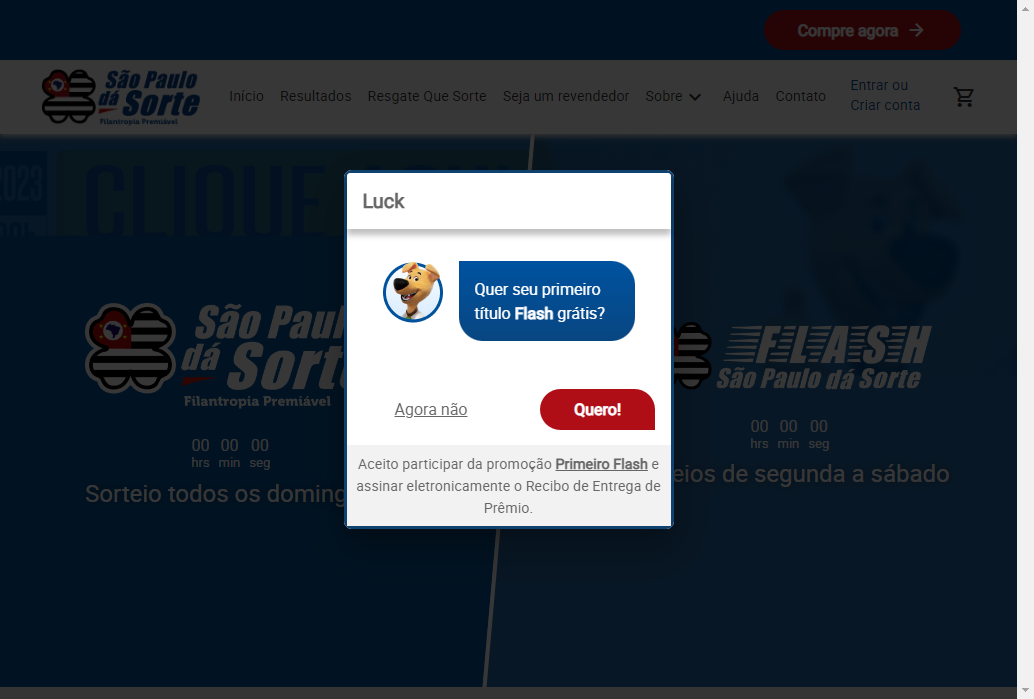 Compre agora
São Paulo
dá Sorte
Filantropia Premiável
Início
Resultados
Resgate Que Sorte
Seja um revendedor
Sobre
Ajuda
Contato
Entrar ou
Criar conta
2023
CLIQUE
Luck
Quer seu primeiro
título Flash grátis?
Agora não
Quero!
Aceito participar da promoção Primeiro Flash e
assinar eletronicamente o Recibo de Entrega de
Prêmio.
São Paul
dá Sort
Filantropia Premiável
00 00 00
hrs min seg
Sorteio todos os doming
FLASH
São Paulo dá Sorte
00 00 00
hrs min seg
eios de segunda a sábado